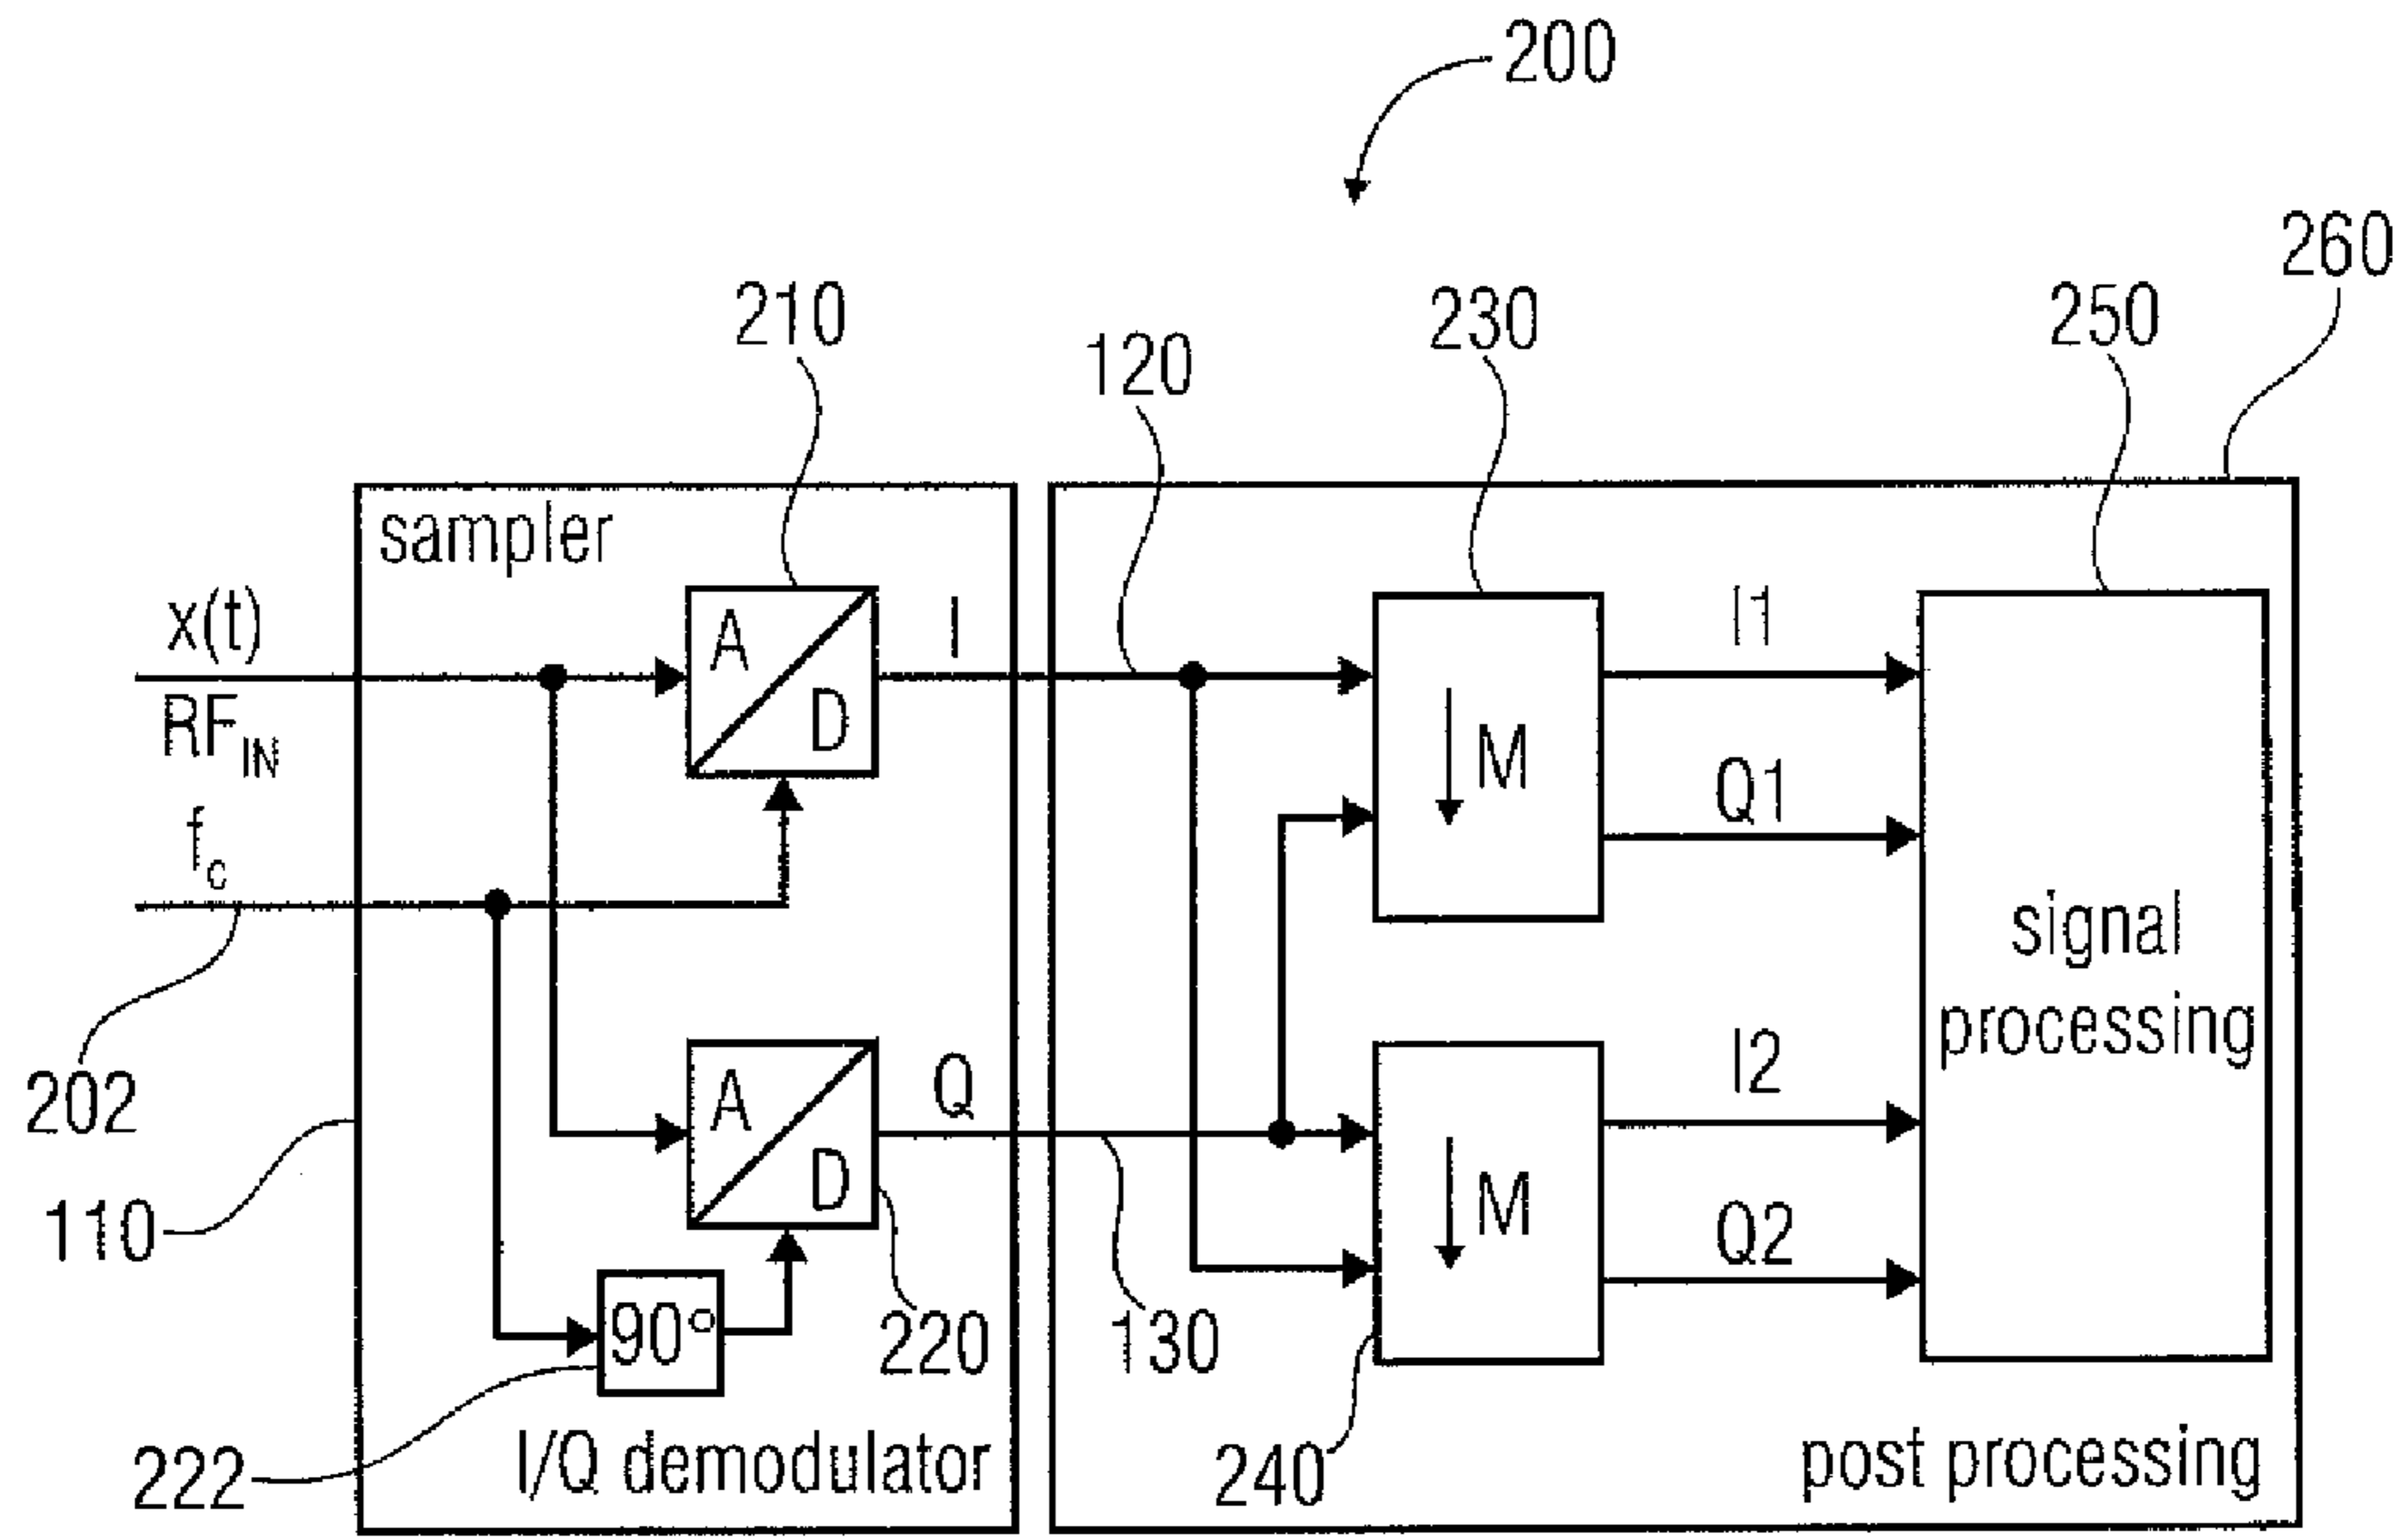 200
260
210
120
230
250
sampler
x(t)
RF_IN
A
D
I
M
I1
Q1
f_c
signal
processing
202
A
D
Q
M
I2
Q2
110
90°
220
130
222
I/Q demodulator
240
post processing